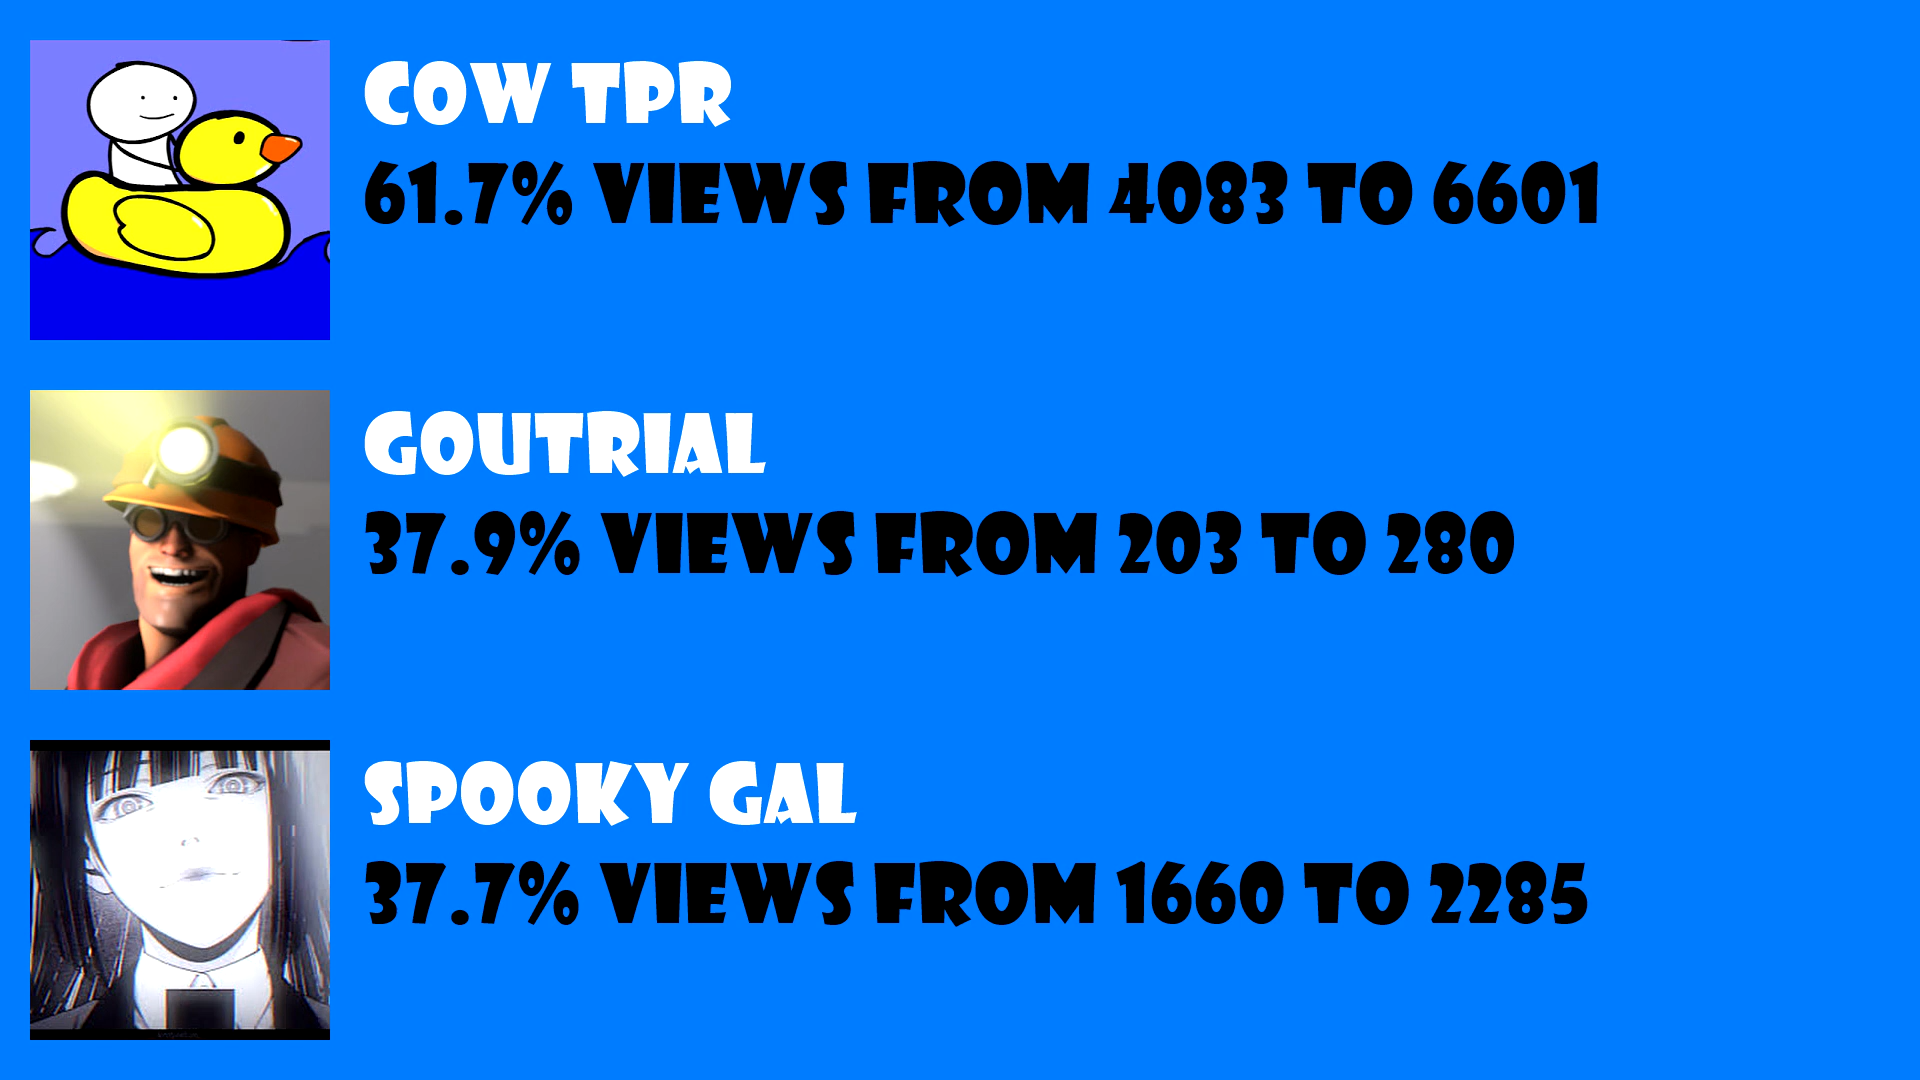 COW TPR
61.7% VIEWS FROM 4083 TO 6601
GOUTRIAL
37.9% VIEWS FROM 203 TO 280
SPOOKY GAL
37.7% VIEWS FROM 1660 TO 2285